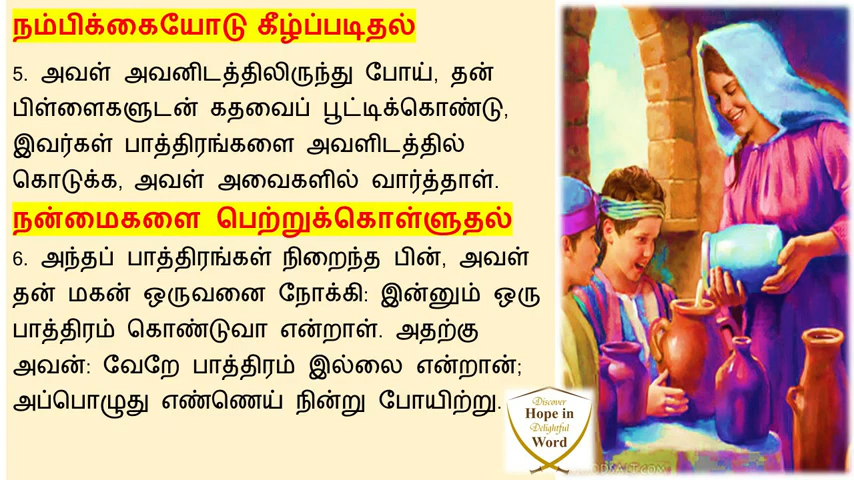 நம்பிக்கையோடு கீழ்ப்படிதல்
5. அவள் அவனிடத்திலிருந்து போய், தன்
பிள்ளைகளுடன் கதவைப் பூட்டிக்கொண்டு,
இவர்கள் பாத்திரங்களை அவளிடத்தில்
கொடுக்க, அவள் அவைகளில் வார்த்தாள்.
நன்மைகளை பெற்றுக்கொள்ளுதல்
6. அந்தப் பாத்திரங்கள் நிறைந்த பின், அவள்
தன் மகன் ஒருவனை நோக்கி: இன்னும் ஒரு
பாத்திரம் கொண்டுவா என்றாள். அதற்கு
அவன்: வேறே பாத்திரம் இல்லை என்றான்;
அப்பொழுது எண்ணெய் நின்று போயிற்று.
Discover
Hope in
Delightful
Word